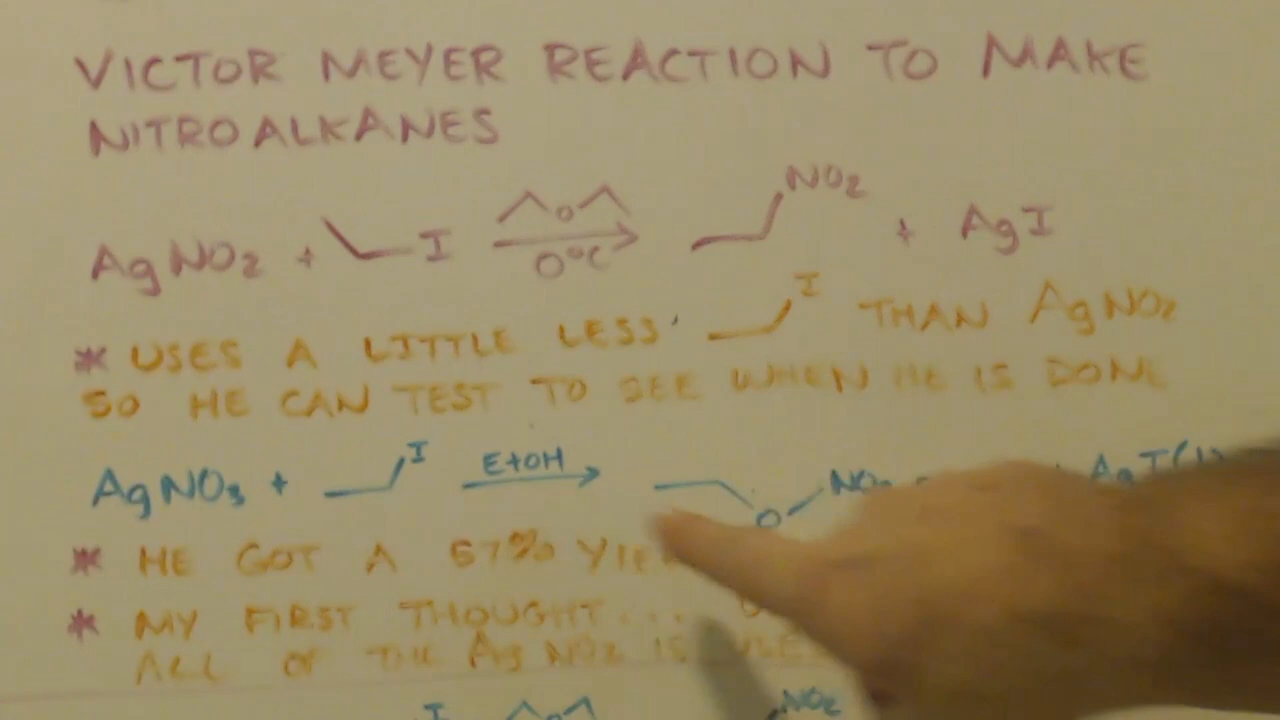 VICTOR MEYER REACTION TO MAKE
NITROALKANES
NO2
AgNO2 + I O 0°C + AgI
* USES A LITTLE LESS I THAN AgNO2
SO HE CAN TEST TO SEE WHEN HE IS DONE
AgNO3 + I EtOH O NO2
* HE GOT A 57%
* MY FIRST THOUGHT...
ALL OF THE AgNO2 IS
I O NO2